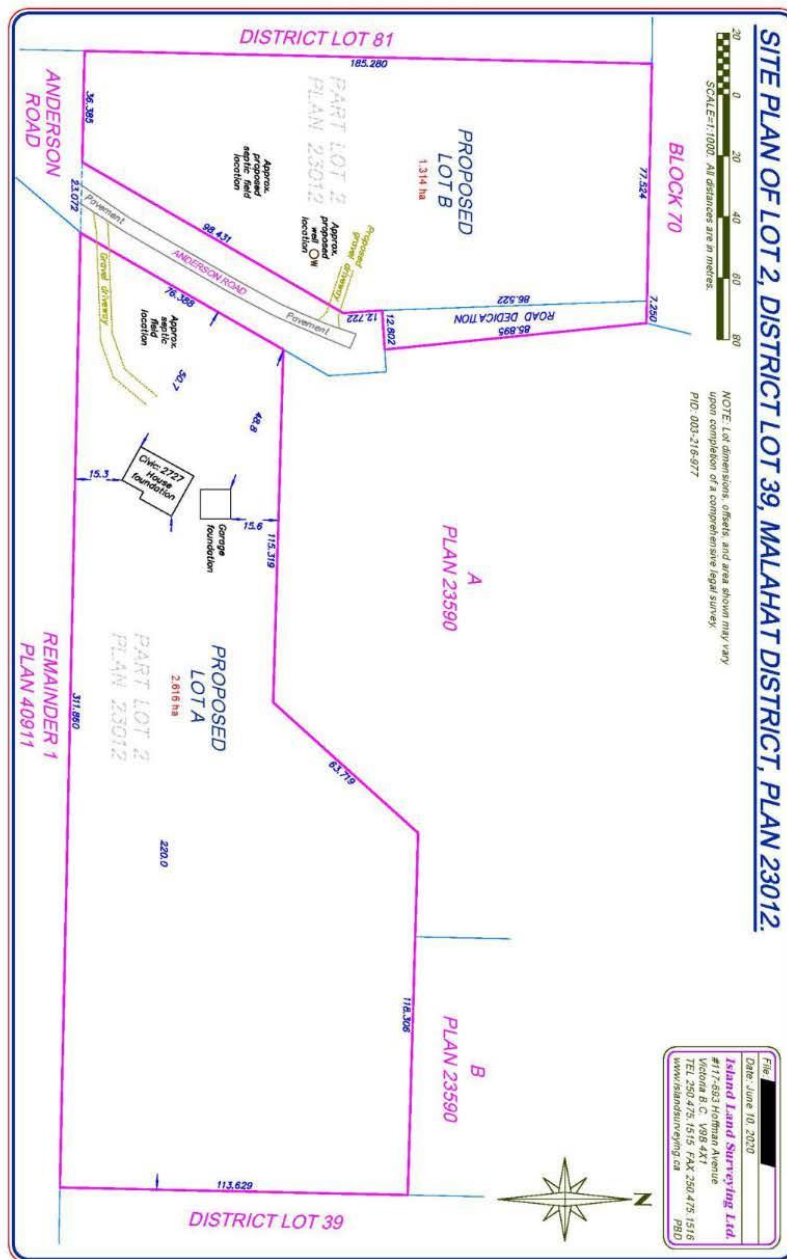 SITE PLAN OF LOT 2, DISTRICT LOT 39, MALAHAT DISTRICT, PLAN 23012.
20 0 20 40 60 80
SCALE=1:1000. All distances are in metres.
NOTE: Lot dimensions, offsets, and area shown may vary
upon completion of a comprehensive legal survey.
PID: 003-216-977
File:
Date: June 10, 2020
Island Land Surveying Ltd.
#117-693 Hoffman Avenue
Victoria B.C. V9B 4X1
TEL 250.475.1515 FAX 250.475.1516
www.islandsurveying.ca PBD
N
BLOCK 70
77.524
7.250
DISTRICT LOT 81
185.280
PROPOSED
LOT B
1.314 ha
PART LOT 2
PLAN 23012
86.522
ROAD DEDICATION
85.895
12.802
12.722
Proposed
gravel driveway
Approx.
proposed
well
location
W
Approx.
proposed
septic field
location
98.431
ANDERSON ROAD
Pavement
Pavement
36.385
23.072
ANDERSON
ROAD
Gravel driveway
76.388
Approx.
septic
field
location
50.7
48.8
Civic: 2727
House
foundation
15.3
Garage
foundation
15.6
115.319
A
PLAN 23590
PROPOSED
LOT A
2.616 ha
PART LOT 2
PLAN 23012
63.719
220.0
311.860
REMAINDER 1
PLAN 40911
118.306
B
PLAN 23590
113.629
DISTRICT LOT 39